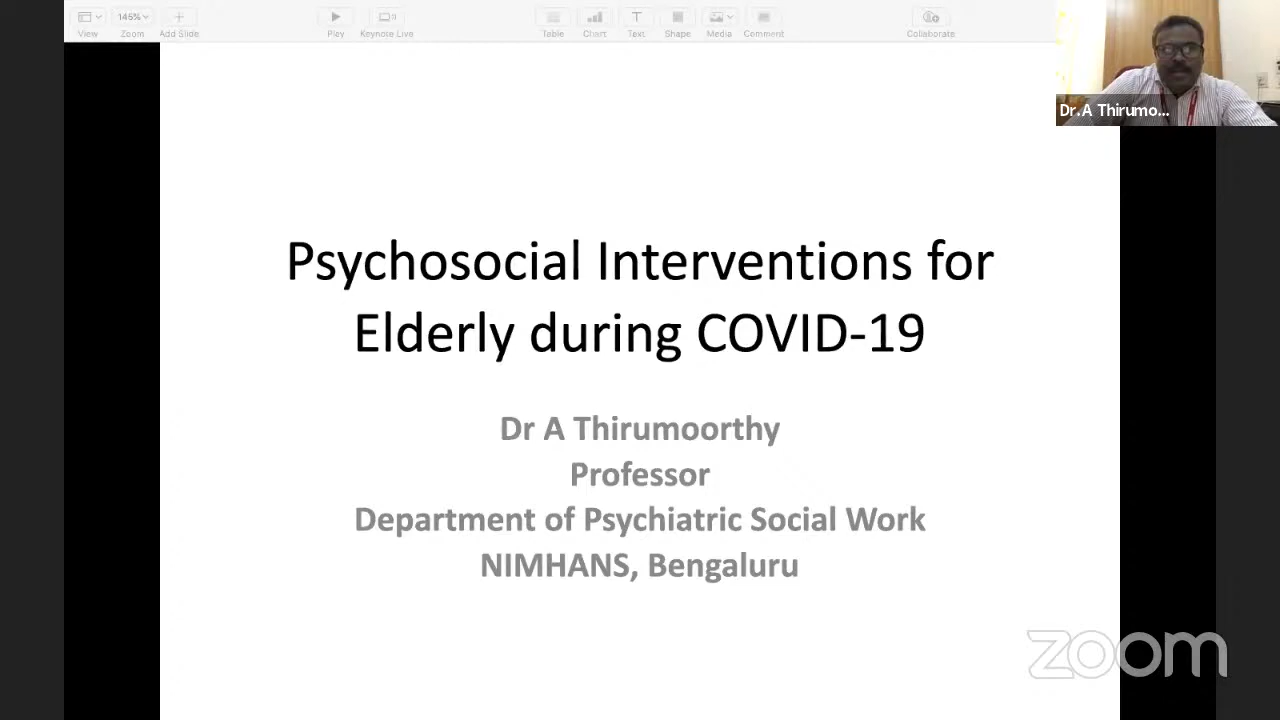 145%
View
Zoom
Add Slide
Play
Keynote Live
Table
Chart
Text
Shape
Media
Comment
Collaborate
Dr.A Thirumo...
Psychosocial Interventions for
Elderly during COVID-19
Dr A Thirumoorthy
Professor
Department of Psychiatric Social Work
NIMHANS, Bengaluru
zoom